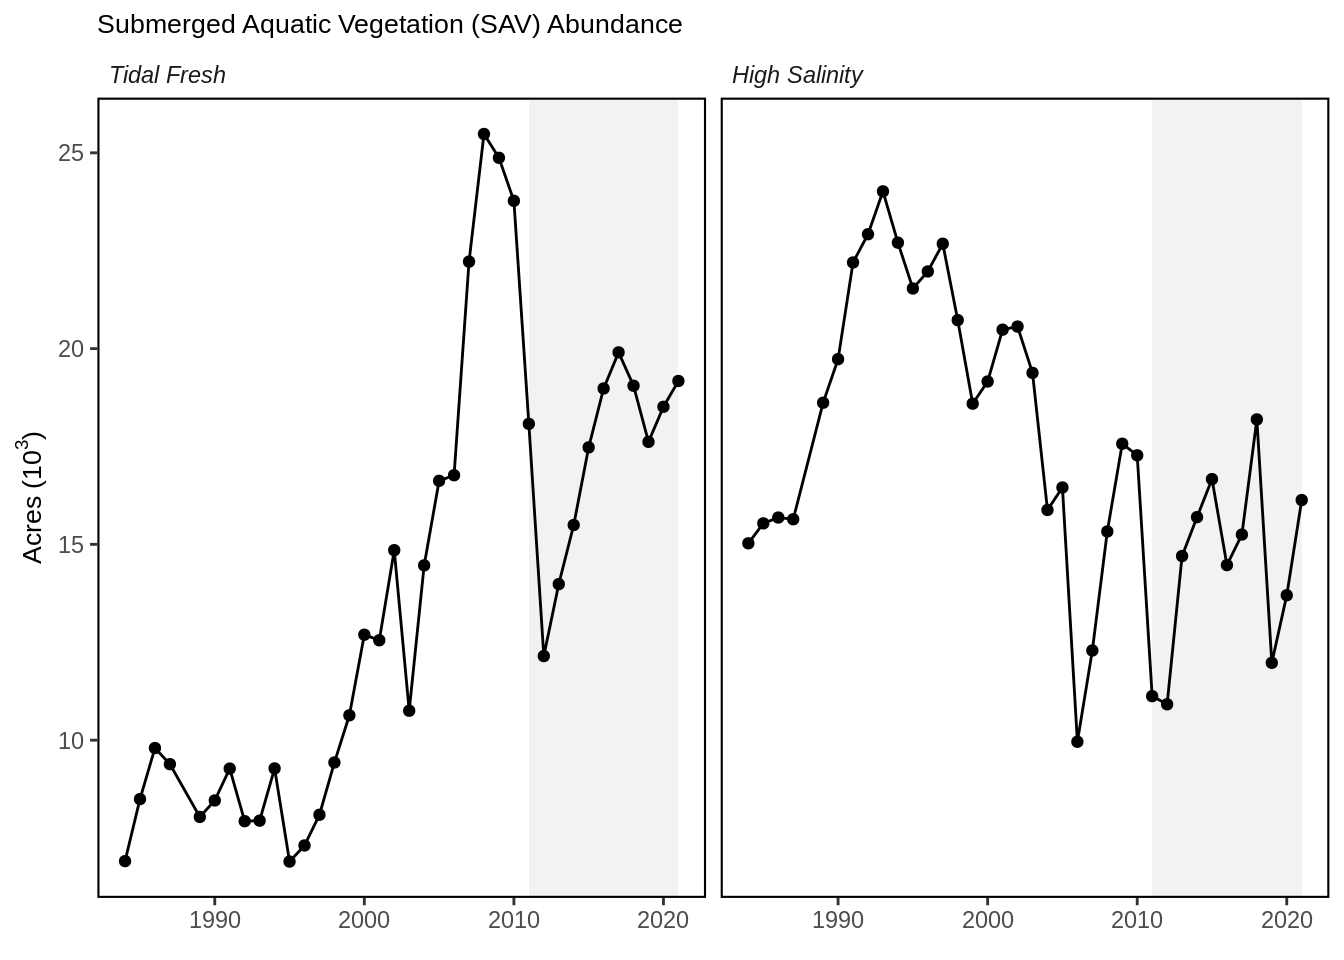 Submerged Aquatic Vegetation (SAV) Abundance
Tidal Fresh
High Salinity
Acres (10³)
25
20
15
10
1990 2000 2010 2020
1990 2000 2010 2020